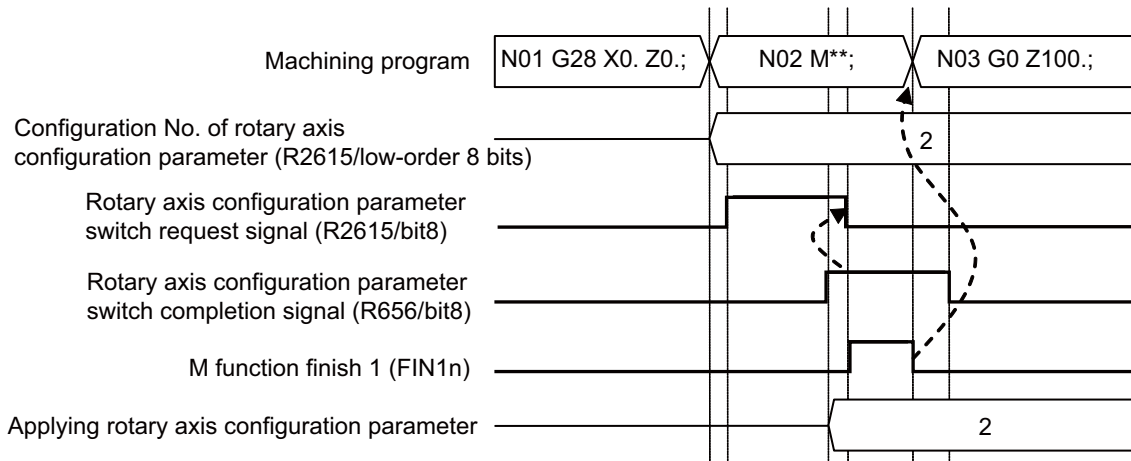 Machining program
N01 G28 X0. Z0.;
N02 M**;
N03 G0 Z100.;
Configuration No. of rotary axis
configuration parameter (R2615/low-order 8 bits)
2
Rotary axis configuration parameter
switch request signal (R2615/bit8)
Rotary axis configuration parameter
switch completion signal (R656/bit8)
M function finish 1 (FIN1n)
Applying rotary axis configuration parameter
2